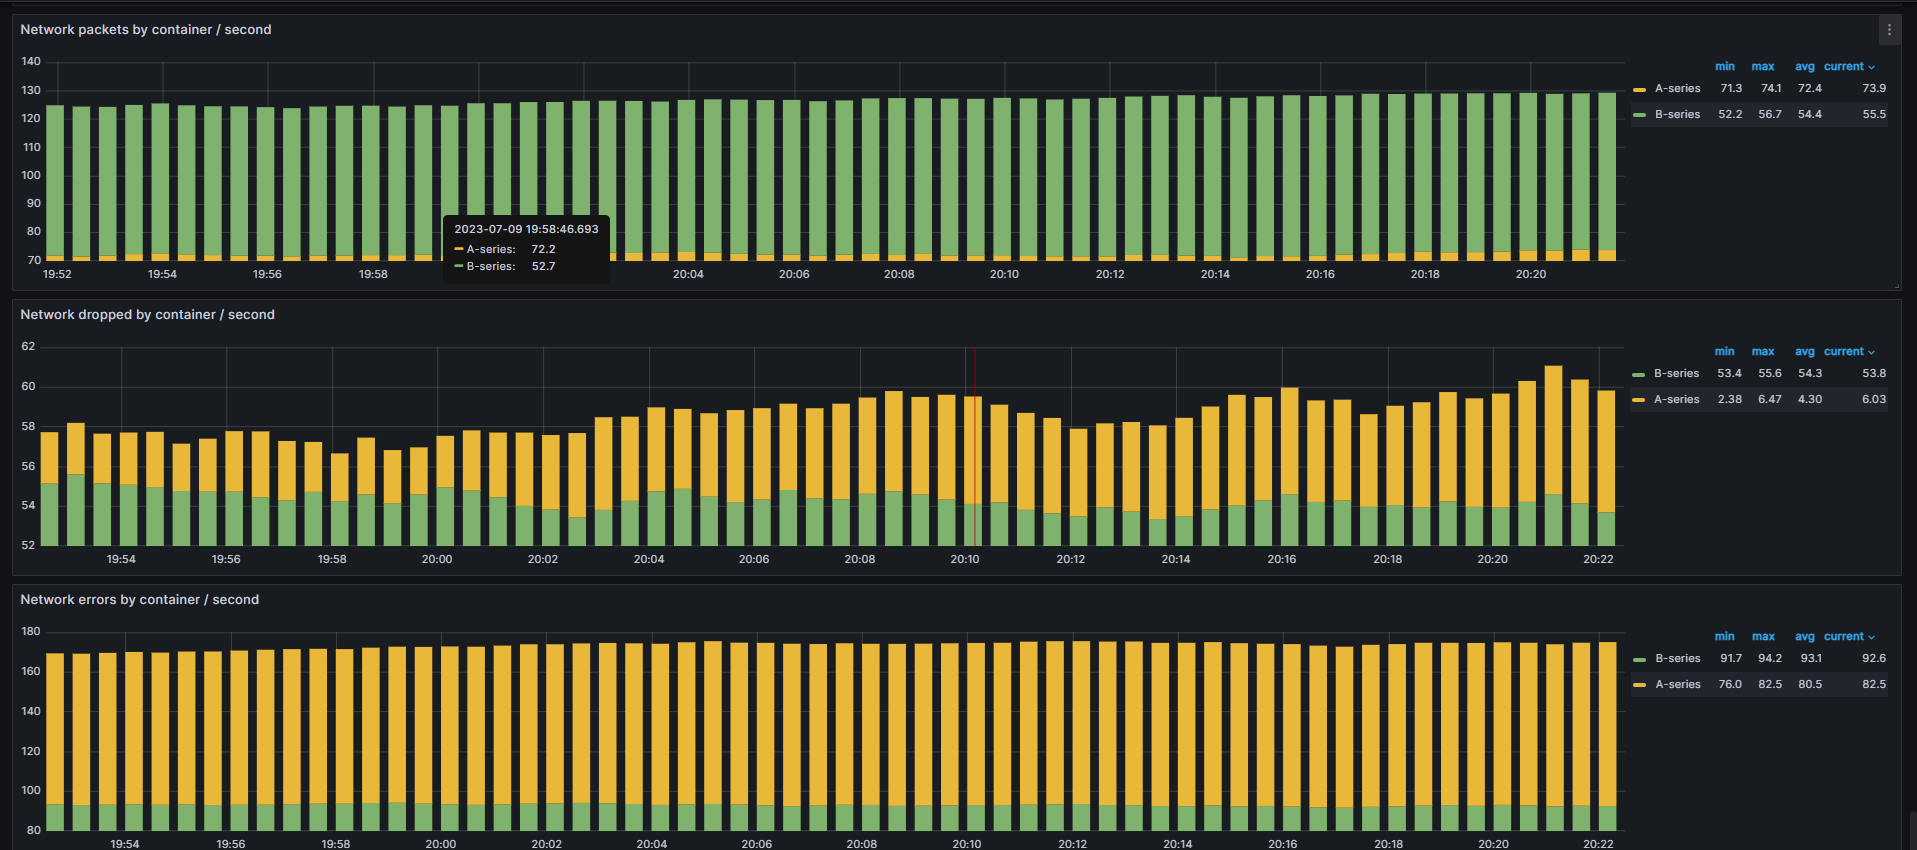 Network packets by container / second
140
130
120
110
100
90
80
70
19:52 19:54 19:56 19:58 20:04 20:06 20:08 20:10 20:12 20:14 20:16 20:18 20:20
2023-07-09 19:58:46.693
A-series: 72.2
B-series: 52.7
min max avg current
A-series 71.3 74.1 72.4 73.9
B-series 52.2 56.7 54.4 55.5
Network dropped by container / second
62
60
58
56
54
52
19:54 19:56 19:58 20:00 20:02 20:04 20:06 20:08 20:10 20:12 20:14 20:16 20:18 20:20 20:22
min max avg current
B-series 53.4 55.6 54.3 53.8
A-series 2.38 6.47 4.30 6.03
Network errors by container / second
180
160
140
120
100
80
19:54 19:56 19:58 20:00 20:02 20:04 20:06 20:08 20:10 20:12 20:14 20:16 20:18 20:20 20:22
min max avg current
B-series 91.7 94.2 93.1 92.6
A-series 76.0 82.5 80.5 82.5